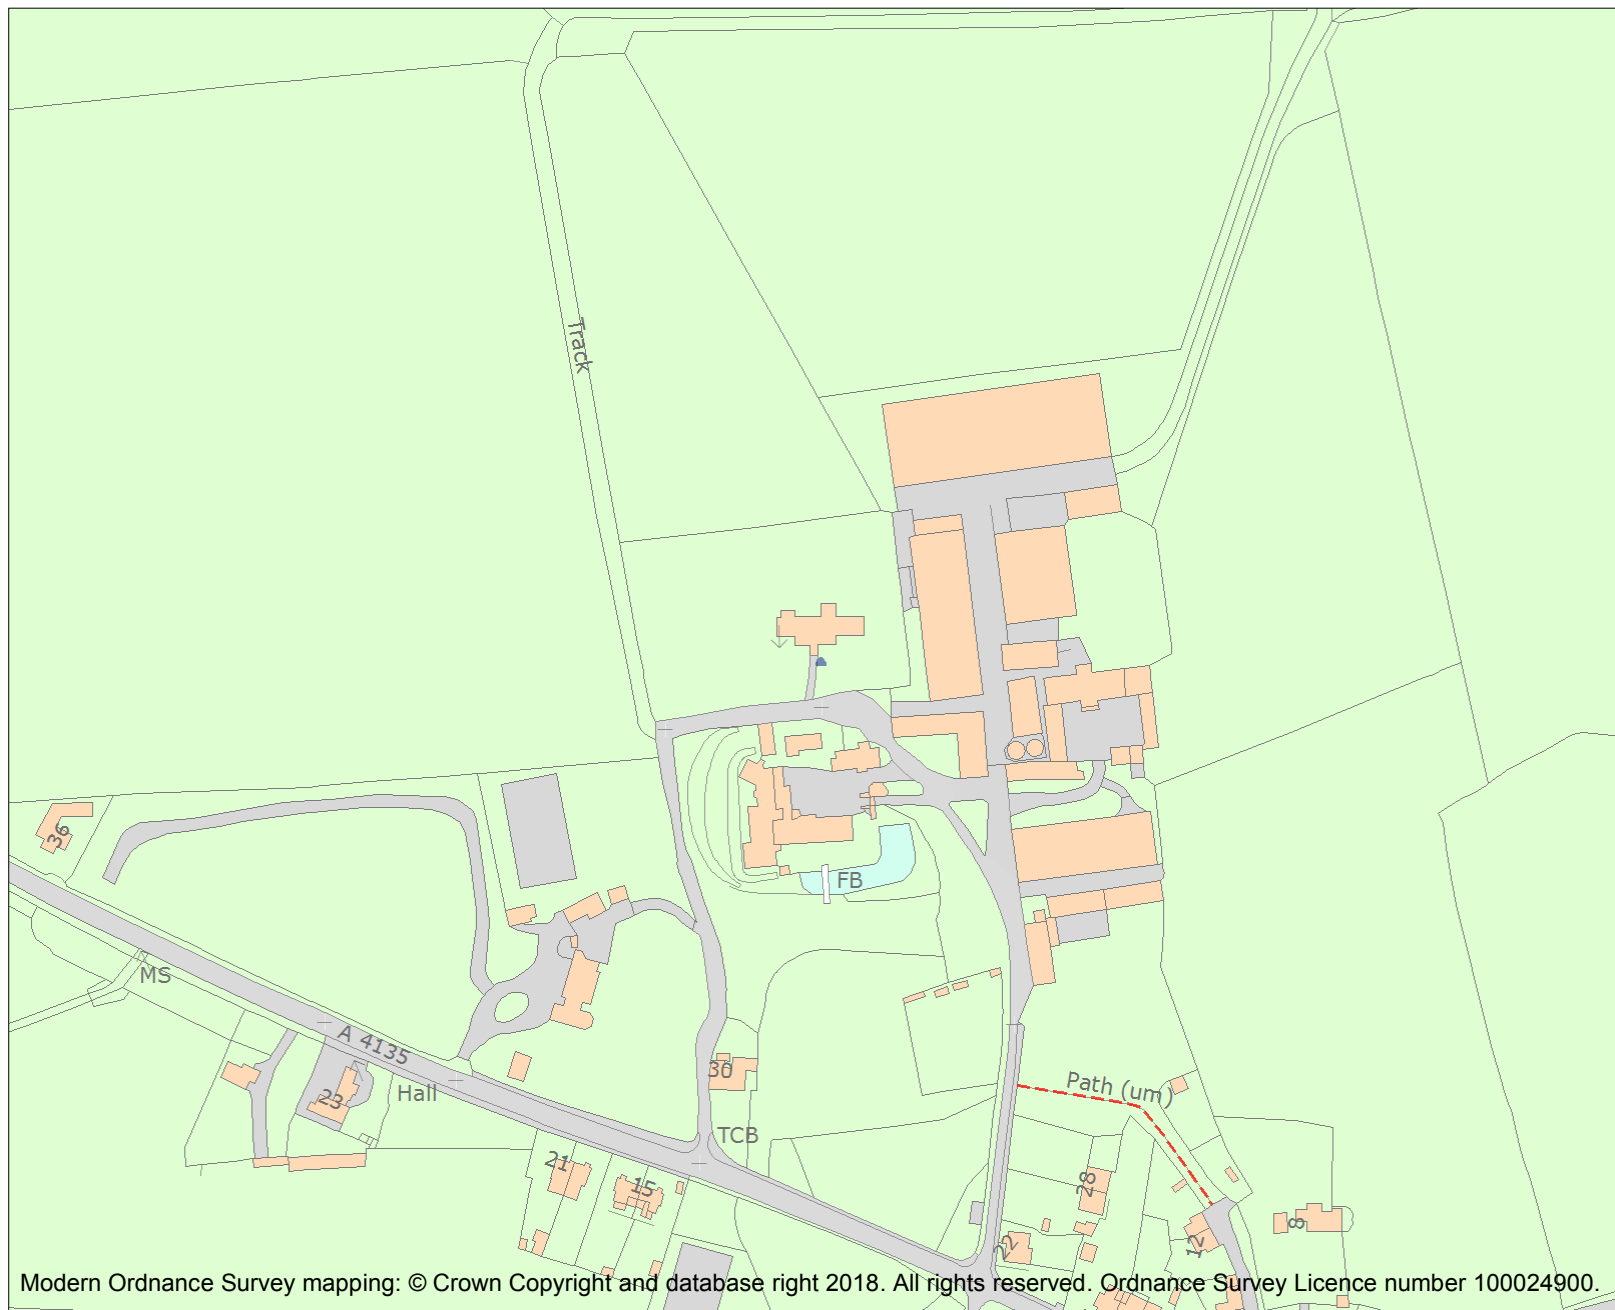 Track
36
FB
MS
A 4135
Hall
23
30
Path (um)
TCB
21
15
28
22
12
8
Modern Ordnance Survey mapping: © Crown Copyright and database right 2018. All rights reserved. Ordnance Survey Licence number 100024900.